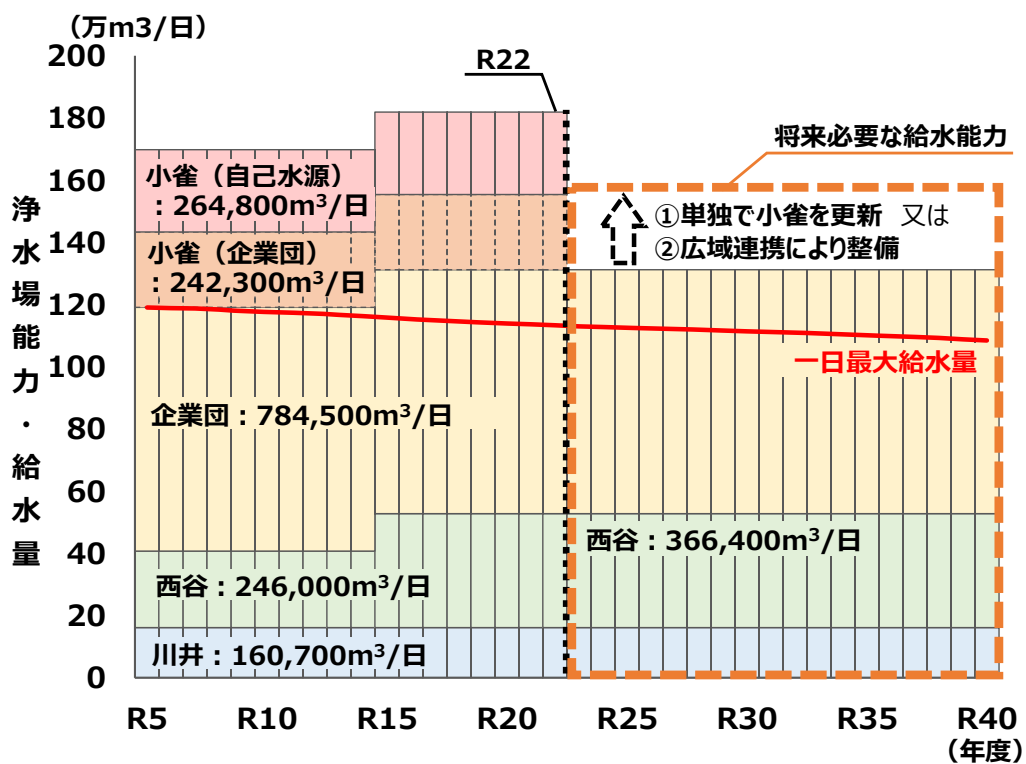 （万m3/日）
200
180
160
140
120
100
80
60
40
20
0
浄水場能力・給水量
R22
将来必要な給水能力
小雀（自己水源）
：264,800m³/日
小雀（企業団）
：242,300m³/日
①単独で小雀を更新 又は
②広域連携により整備
一日最大給水量
企業団：784,500m³/日
西谷：246,000m³/日
西谷：366,400m³/日
川井：160,700m³/日
R5 R10 R15 R20 R25 R30 R35 R40
（年度）